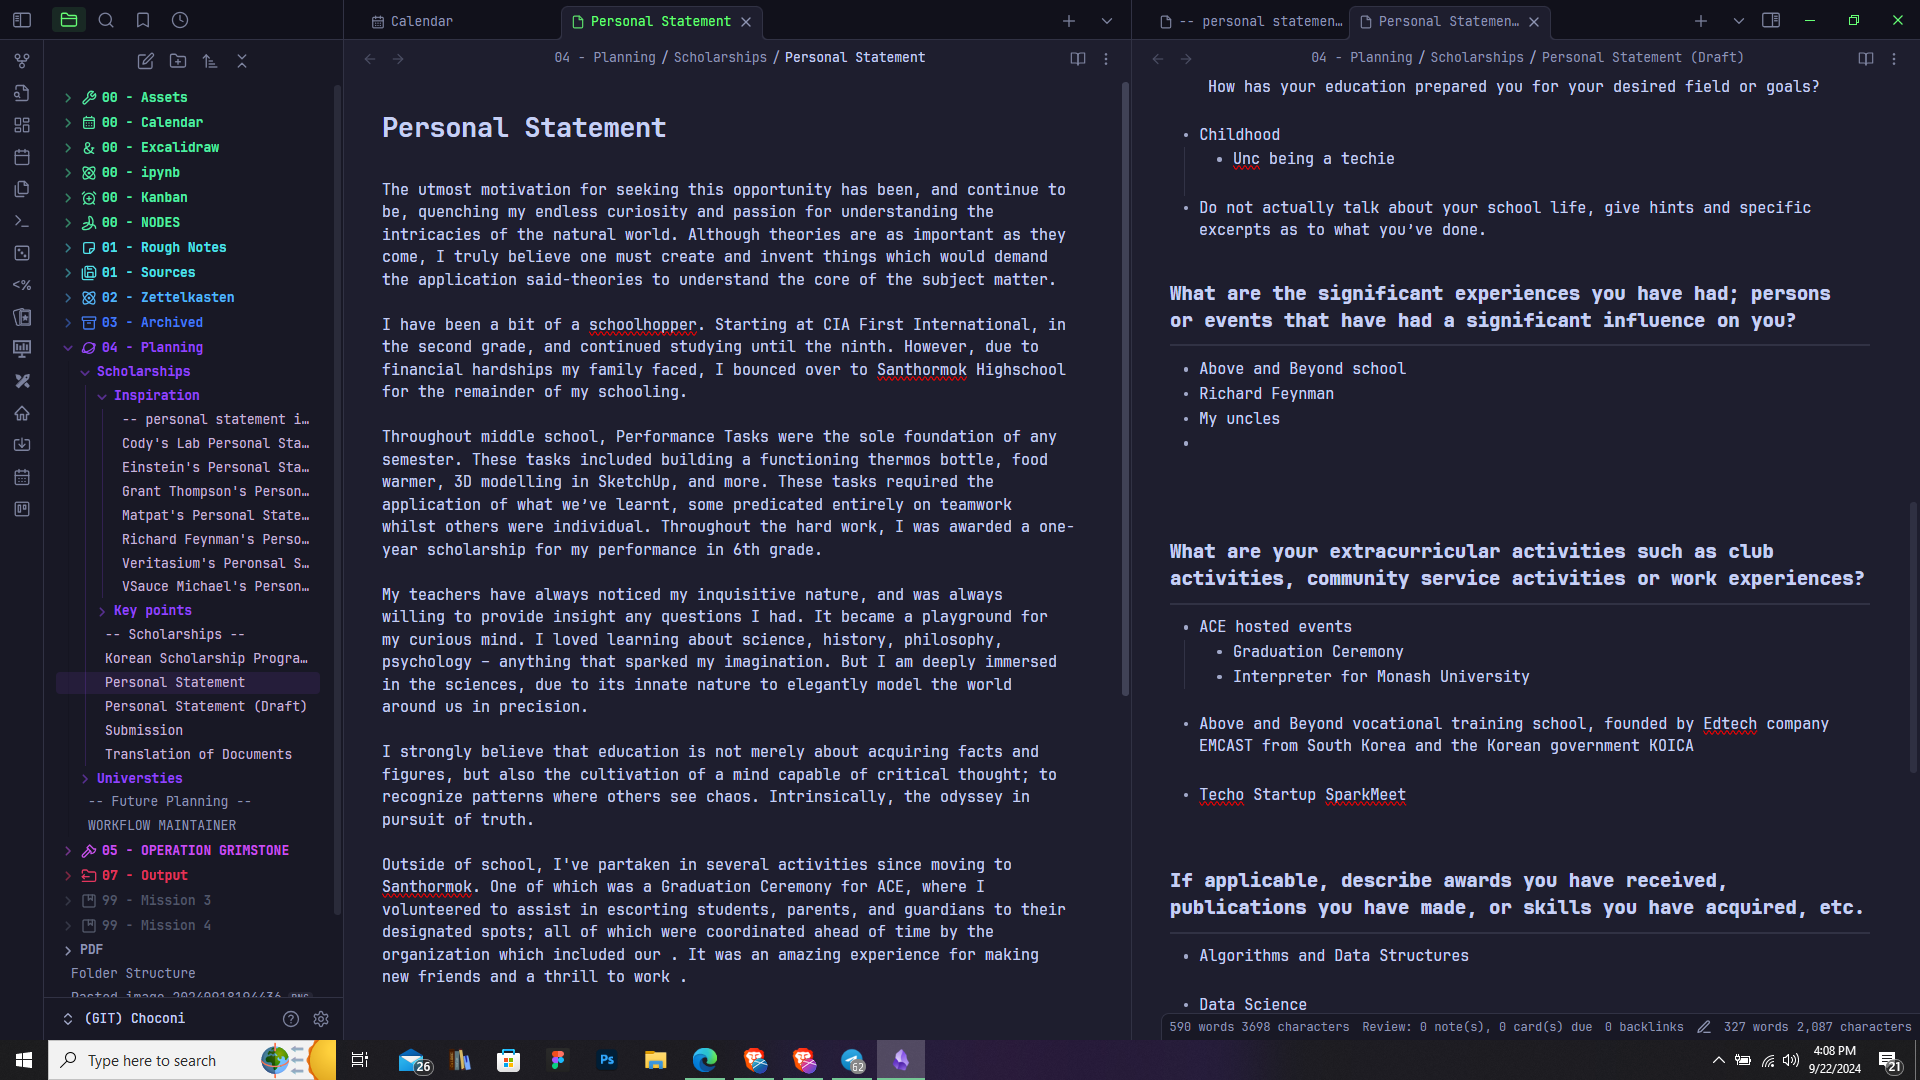 Calendar
Personal Statement
-- personal statemen…
Personal Statemen…
04 - Planning / Scholarships / Personal Statement
04 - Planning / Scholarships / Personal Statement (Draft)
00 - Assets
00 - Calendar
00 - Excalidraw
00 - ipynb
00 - Kanban
00 - NODES
01 - Rough Notes
01 - Sources
02 - Zettelkasten
03 - Archived
04 - Planning
Scholarships
Inspiration
-- personal statement i…
Cody's Lab Personal Sta…
Einstein's Personal Sta…
Grant Thompson's Person…
Matpat's Personal State…
Richard Feynman's Perso…
Veritasium's Peronsal S…
VSauce Michael's Person…
Key points
-- Scholarships --
Korean Scholarship Progra…
Personal Statement
Personal Statement (Draft)
Submission
Translation of Documents
Universties
-- Future Planning --
WORKFLOW MAINTAINER
05 - OPERATION GRIMSTONE
07 - Output
99 - Mission 3
99 - Mission 4
PDF
Folder Structure
Pasted image 20240918194436 PNG
(GIT) Choconi
Personal Statement
The utmost motivation for seeking this opportunity has been, and continue to
be, quenching my endless curiosity and passion for understanding the
intricacies of the natural world. Although theories are as important as they
come, I truly believe one must create and invent things which would demand
the application said-theories to understand the core of the subject matter.
I have been a bit of a schoolhopper. Starting at CIA First International, in
the second grade, and continued studying until the ninth. However, due to
financial hardships my family faced, I bounced over to Santhormok Highschool
for the remainder of my schooling.
Throughout middle school, Performance Tasks were the sole foundation of any
semester. These tasks included building a functioning thermos bottle, food
warmer, 3D modelling in SketchUp, and more. These tasks required the
application of what we’ve learnt, some predicated entirely on teamwork
whilst others were individual. Throughout the hard work, I was awarded a one-
year scholarship for my performance in 6th grade.
My teachers have always noticed my inquisitive nature, and was always
willing to provide insight any questions I had. It became a playground for
my curious mind. I loved learning about science, history, philosophy,
psychology – anything that sparked my imagination. But I am deeply immersed
in the sciences, due to its innate nature to elegantly model the world
around us in precision.
I strongly believe that education is not merely about acquiring facts and
figures, but also the cultivation of a mind capable of critical thought; to
recognize patterns where others see chaos. Intrinsically, the odyssey in
pursuit of truth.
Outside of school, I've partaken in several activities since moving to
Santhormok. One of which was a Graduation Ceremony for ACE, where I
volunteered to assist in escorting students, parents, and guardians to their
designated spots; all of which were coordinated ahead of time by the
organization which included our . It was an amazing experience for making
new friends and a thrill to work .
How has your education prepared you for your desired field or goals?
• Childhood
• Unc being a techie
• Do not actually talk about your school life, give hints and specific
excerpts as to what you’ve done.
What are the significant experiences you have had; persons
or events that have had a significant influence on you?
• Above and Beyond school
• Richard Feynman
• My uncles
•
What are your extracurricular activities such as club
activities, community service activities or work experiences?
• ACE hosted events
• Graduation Ceremony
• Interpreter for Monash University
• Above and Beyond vocational training school, founded by Edtech company
EMCAST from South Korea and the Korean government KOICA
• Techo Startup SparkMeet
If applicable, describe awards you have received,
publications you have made, or skills you have acquired, etc.
• Algorithms and Data Structures
• Data Science
590 words 3698 characters Review: 0 note(s), 0 card(s) due 0 backlinks 327 words 2,087 characters
Type here to search
26
Ps
62
4:08 PM
9/22/2024
21